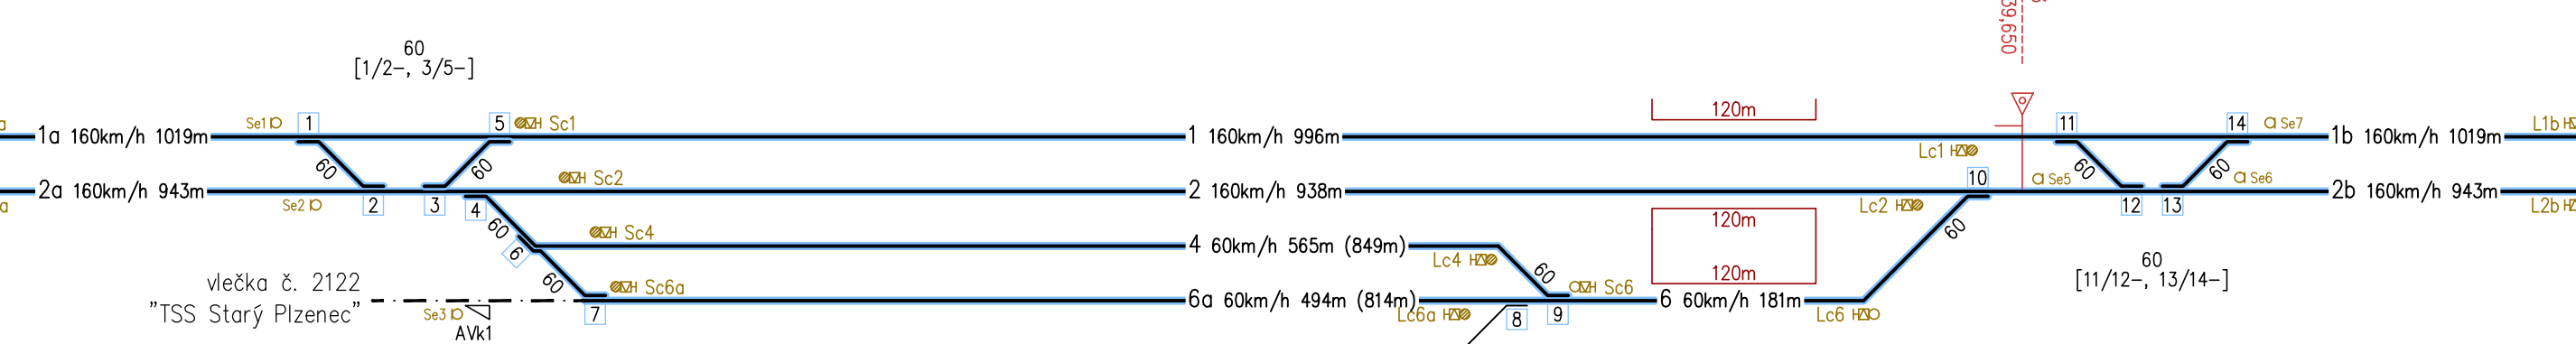 39,650
60
[1/2-, 3/5-]
120m
Se1
1
5
Sc1
11
14
Se7
L1b
a
1a 160km/h 1019m
1 160km/h 996m
1b 160km/h 1019m
Lc1
60
60
60
60
Sc2
10
Se5
Se6
2a 160km/h 943m
2 160km/h 938m
2b 160km/h 943m
a
Se2
2
3
4
Lc2
12
13
L2b
120m
60
Sc4
60
6
4 60km/h 565m (849m)
Lc4
60
[11/12-, 13/14-]
vlečka č. 2122
60
Sc6a
60
Sc6
120m
6a 60km/h 494m (814m)
6 60km/h 181m
"TSS Starý Plzenec"
Se3
AVk1
7
Lc6a
8
9
Lc6